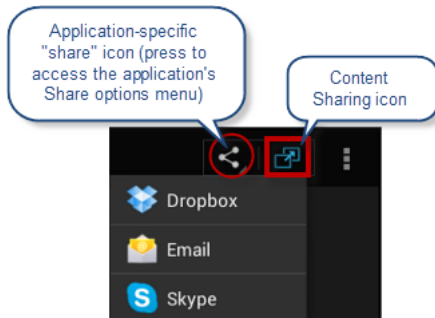 Application-specific
"share" icon (press to
access the application's
Share options menu)
Content
Sharing icon
Dropbox
Email
S Skype